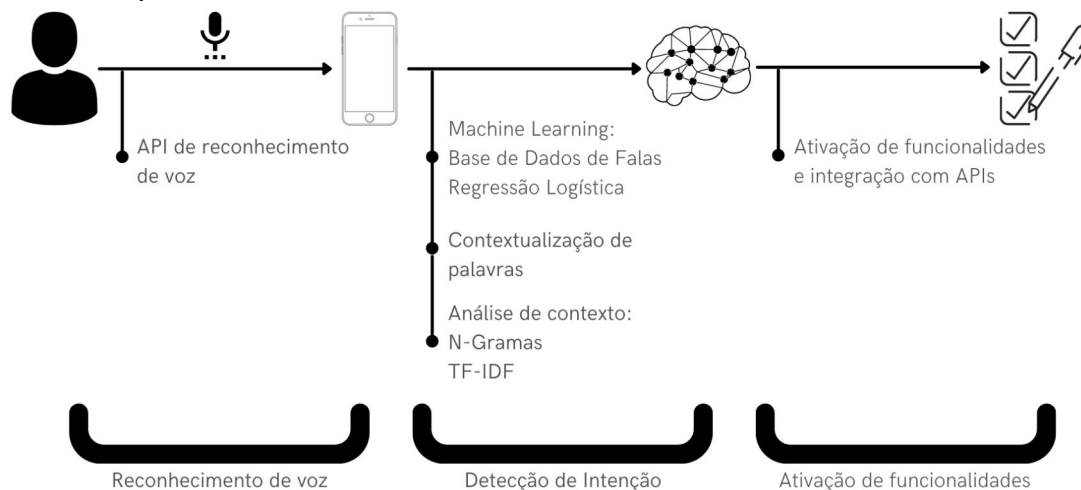 API de reconhecimento
de voz
Machine Learning:
Base de Dados de Falas
Regressão Logística
Contextualização de
palavras
Análise de contexto:
N-Gramas
TF-IDF
Ativação de funcionalidades
e integração com APIs
Reconhecimento de voz
Detecção de Intenção
Ativação de funcionalidades